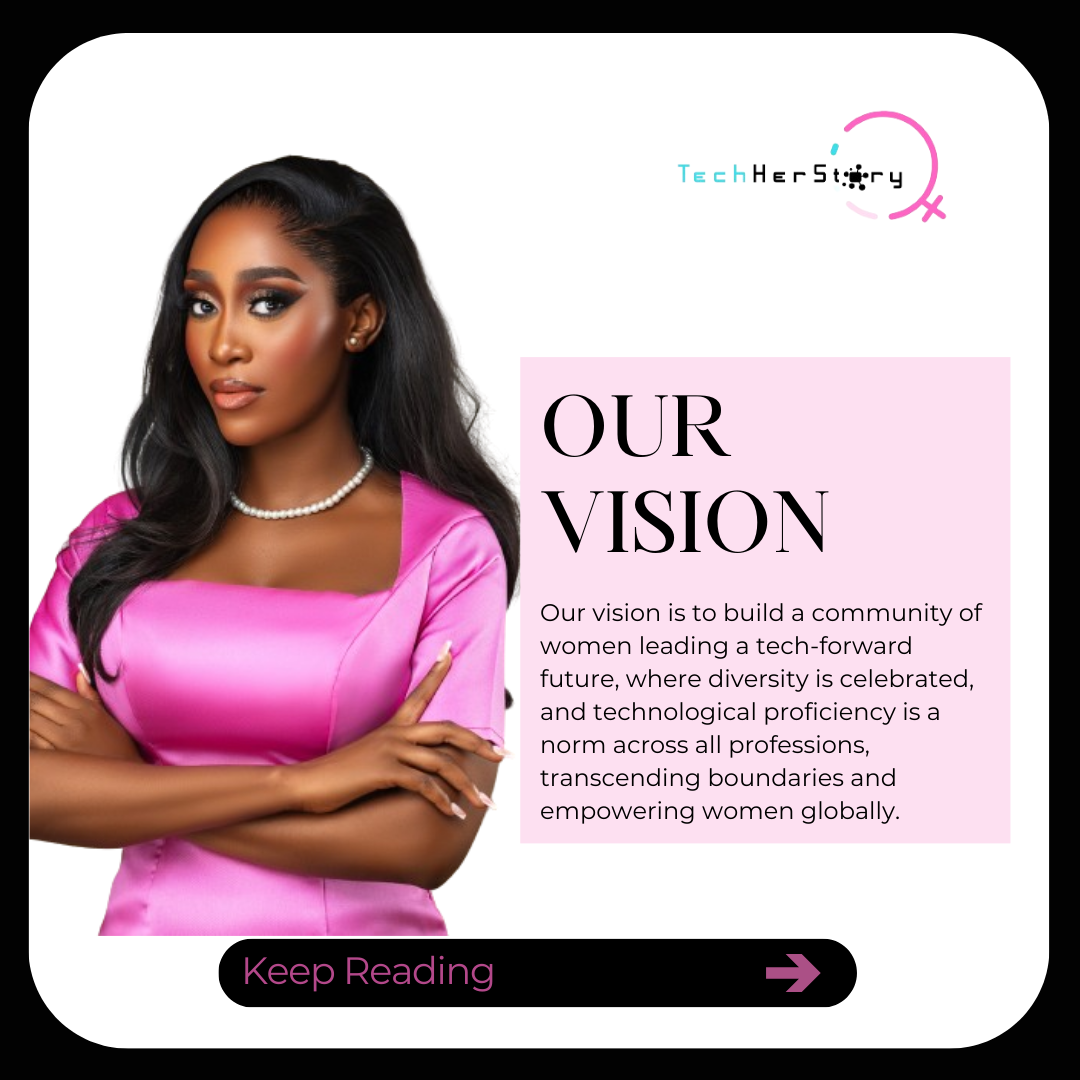 TechHerStory
OUR
VISION
Our vision is to build a community of
women leading a tech-forward
future, where diversity is celebrated,
and technological proficiency is a
norm across all professions,
transcending boundaries and
empowering women globally.
Keep Reading